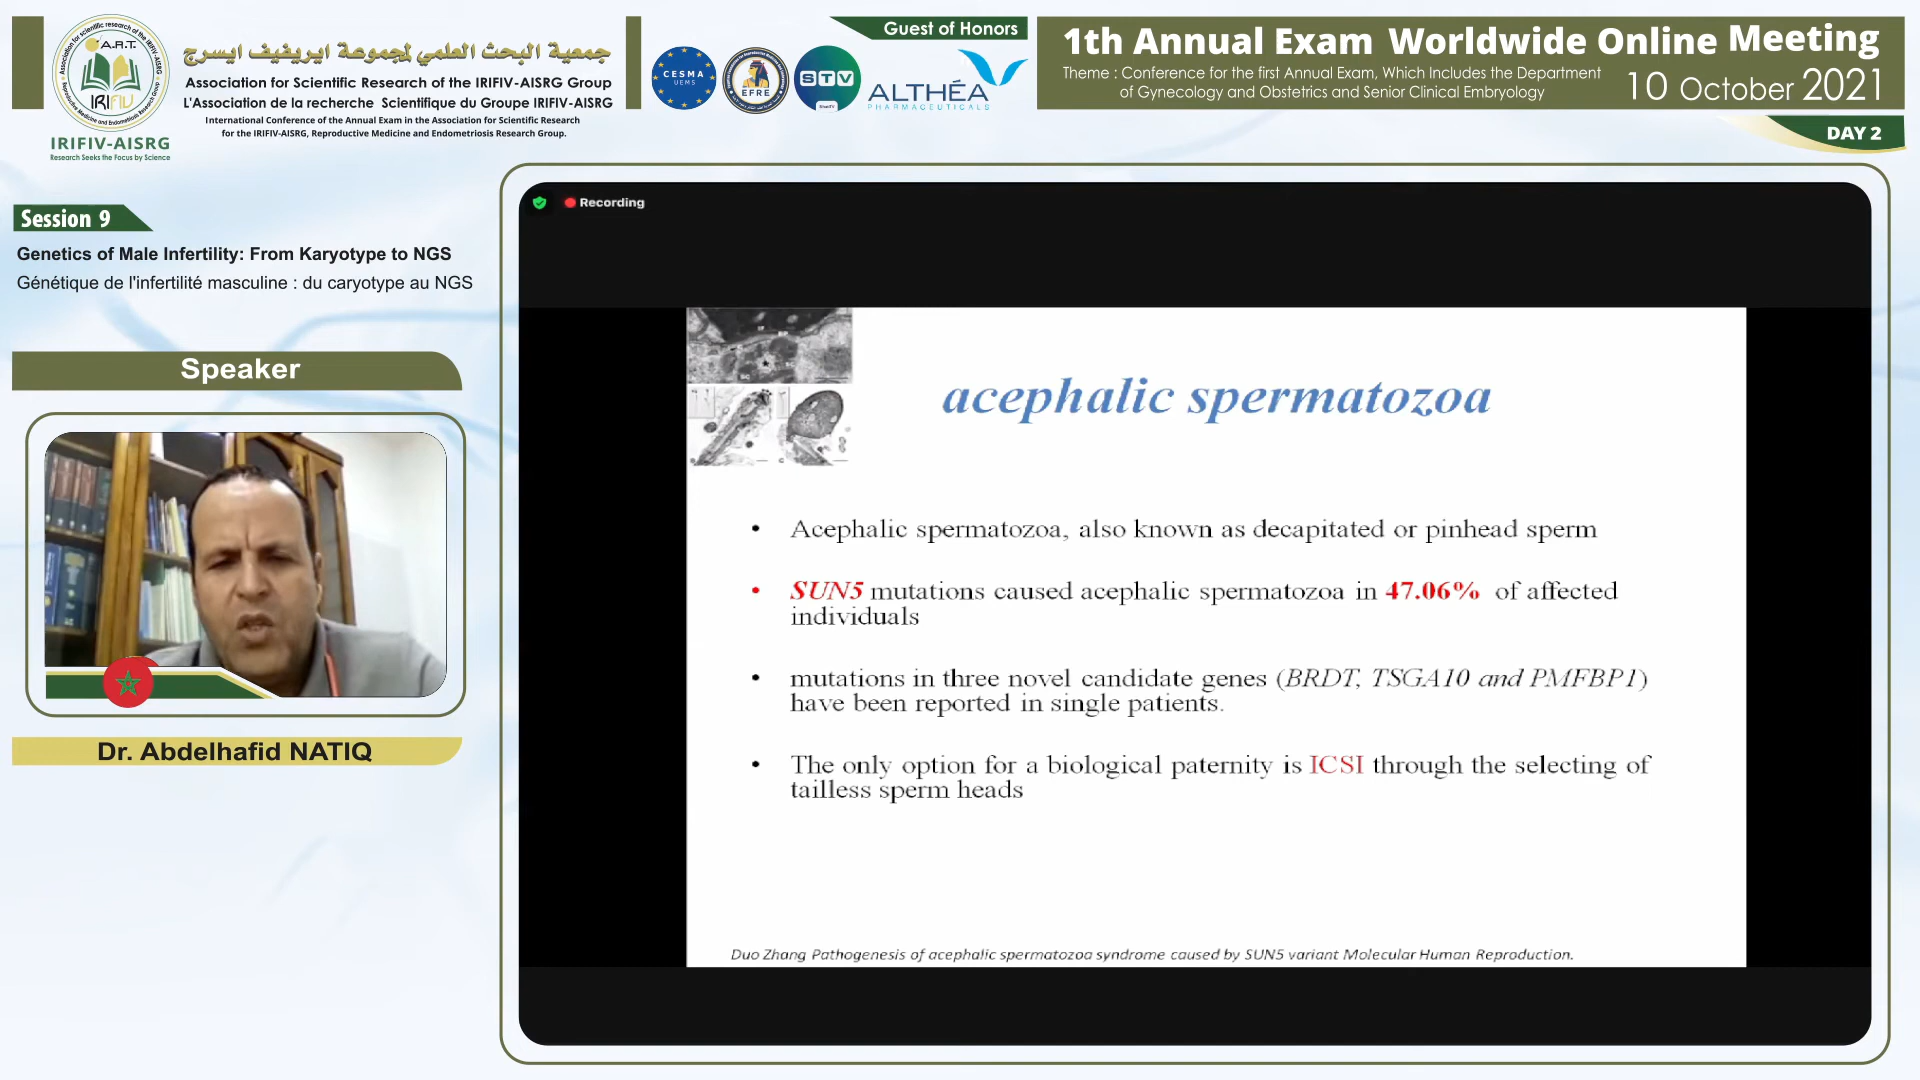 A.R.T.
IRIFIV
IRIFIV-AISRG
Research Seeks the Focus by Science
جمعية البحث العلمي لمجموعة ايريفيف ايسرج
Association for Scientific Research of the IRIFIV-AISRG Group
L'Association de la recherche Scientifique du Groupe IRIFIV-AISRG
International Conference of the Annual Exam in the Association for Scientific Research
for the IRIFIV-AISRG, Reproductive Medicine and Endometriosis Research Group.
Guest of Honors
CESMA
UEMS
EFRE
STV
ALTHÉA
PHARMACEUTICALS
1th Annual Exam Worldwide Online Meeting
Theme : Conference for the first Annual Exam, Which Includes the Department
of Gynecology and Obstetrics and Senior Clinical Embryology
10 October 2021
DAY 2
Session 9
Genetics of Male Infertility: From Karyotype to NGS
Génétique de l'infertilité masculine : du caryotype au NGS
Speaker
Dr. Abdelhafid NATIQ
Recording
acephalic spermatozoa
• Acephalic spermatozoa, also known as decapitated or pinhead sperm
• SUN5 mutations caused acephalic spermatozoa in 47.06% of affected
individuals
• mutations in three novel candidate genes (BRDT, TSGA10 and PMFBP1)
have been reported in single patients.
• The only option for a biological paternity is ICSI through the selecting of
tailless sperm heads
Duo Zhang Pathogenesis of acephalic spermatozoa syndrome caused by SUN5 variant Molecular Human Reproduction.